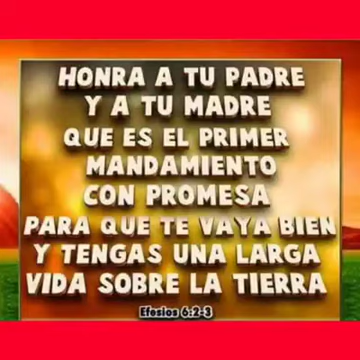 HONRA A TU PADRE
Y A TU MADRE
QUE ES EL PRIMER
MANDAMIENTO
CON PROMESA
PARA QUE TE VAYA BIEN
Y TENGAS UNA LARGA
VIDA SOBRE LA TIERRA
Efesios 6:2-3